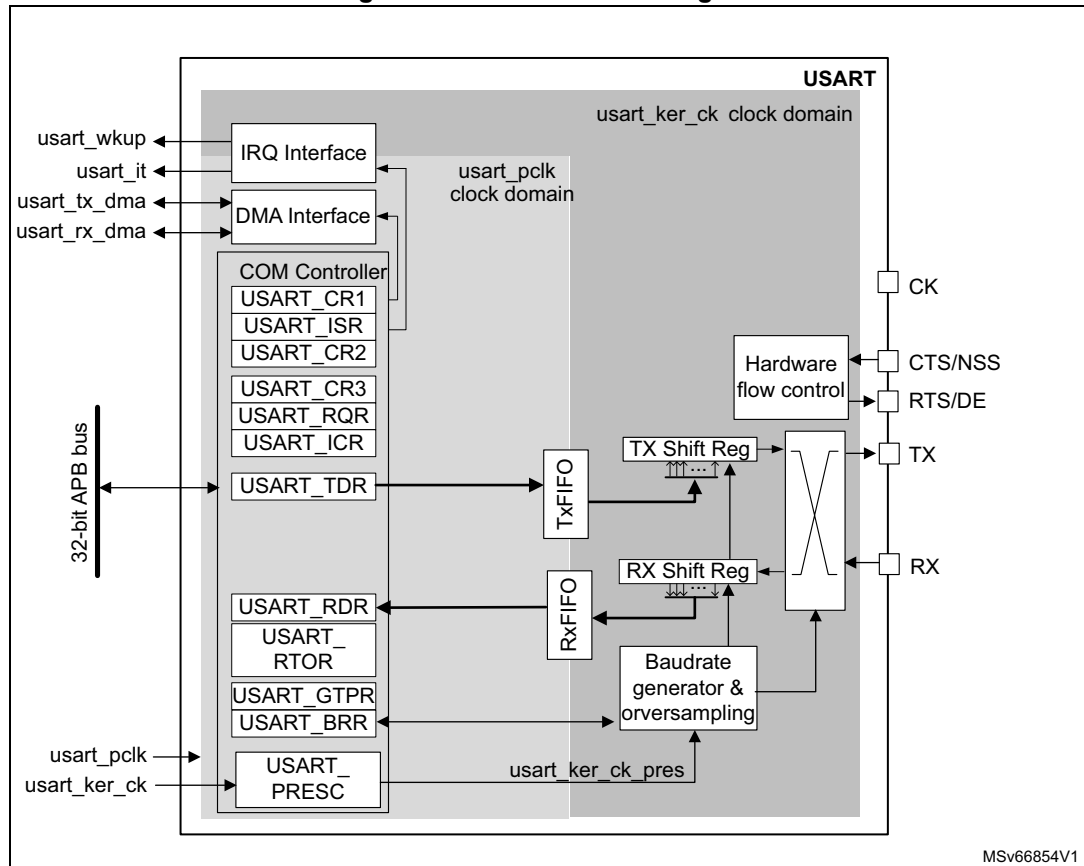 USART
usart_ker_ck clock domain
usart_wkup
IRQ Interface
usart_it
usart_pclk
clock domain
usart_tx_dma
DMA Interface
usart_rx_dma
COM Controller
USART_CR1
USART_ISR
USART_CR2
USART_CR3
USART_RQR
USART_ICR
USART_TDR
32-bit APB bus
TxFIFO
TX Shift Reg
...
Hardware
flow control
CK
CTS/NSS
RTS/DE
TX
RX
RX Shift Reg
...
RxFIFO
USART_RDR
USART_
RTOR
USART_GTPR
USART_BRR
Baudrate
generator &
orversampling
usart_pclk
usart_ker_ck
USART_
PRESC
usart_ker_ck_pres
MSv66854V1